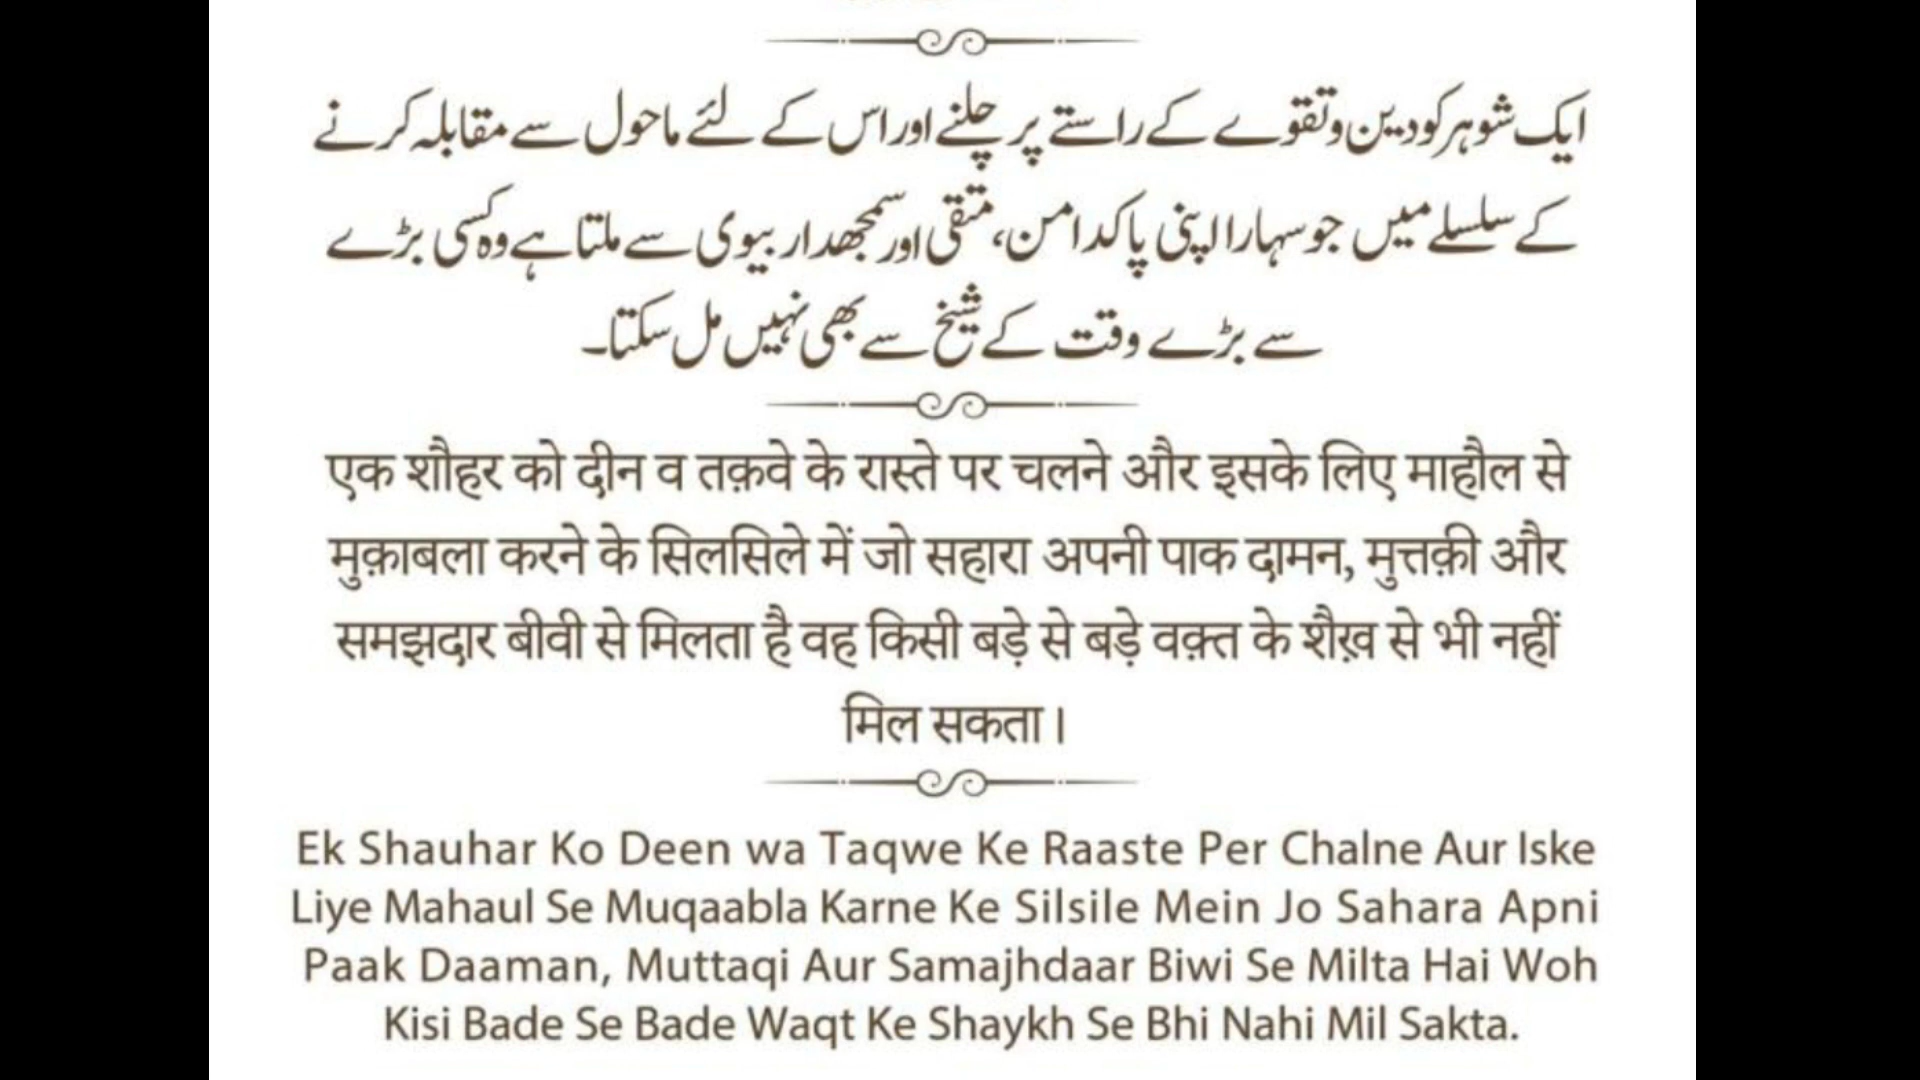 ایک شوہر کو دین و تقوے کے راستے پر چلنے اور اس کے لئے ماحول سے مقابلہ کرنے
کے سلسلے میں جو سہارا اپنی پاکدامن، متقی اور سمجھدار بیوی سے ملتا ہے وہ کسی بڑے
سے بڑے وقت کے شیخ سے بھی نہیں مل سکتا۔
एक शौहर को दीन व तक़वे के रास्ते पर चलने और इसके लिए माहौल से
मुक़ाबला करने के सिलसिले में जो सहारा अपनी पाक दामन, मुत्तक़ी और
समझदार बीवी से मिलता है वह किसी बड़े से बड़े वक़्त के शैख़ से भी नहीं
मिल सकता।
Ek Shauhar Ko Deen wa Taqwe Ke Raaste Per Chalne Aur Iske
Liye Mahaul Se Muqaabla Karne Ke Silsile Mein Jo Sahara Apni
Paak Daaman, Muttaqi Aur Samajhdaar Biwi Se Milta Hai Woh
Kisi Bade Se Bade Waqt Ke Shaykh Se Bhi Nahi Mil Sakta.